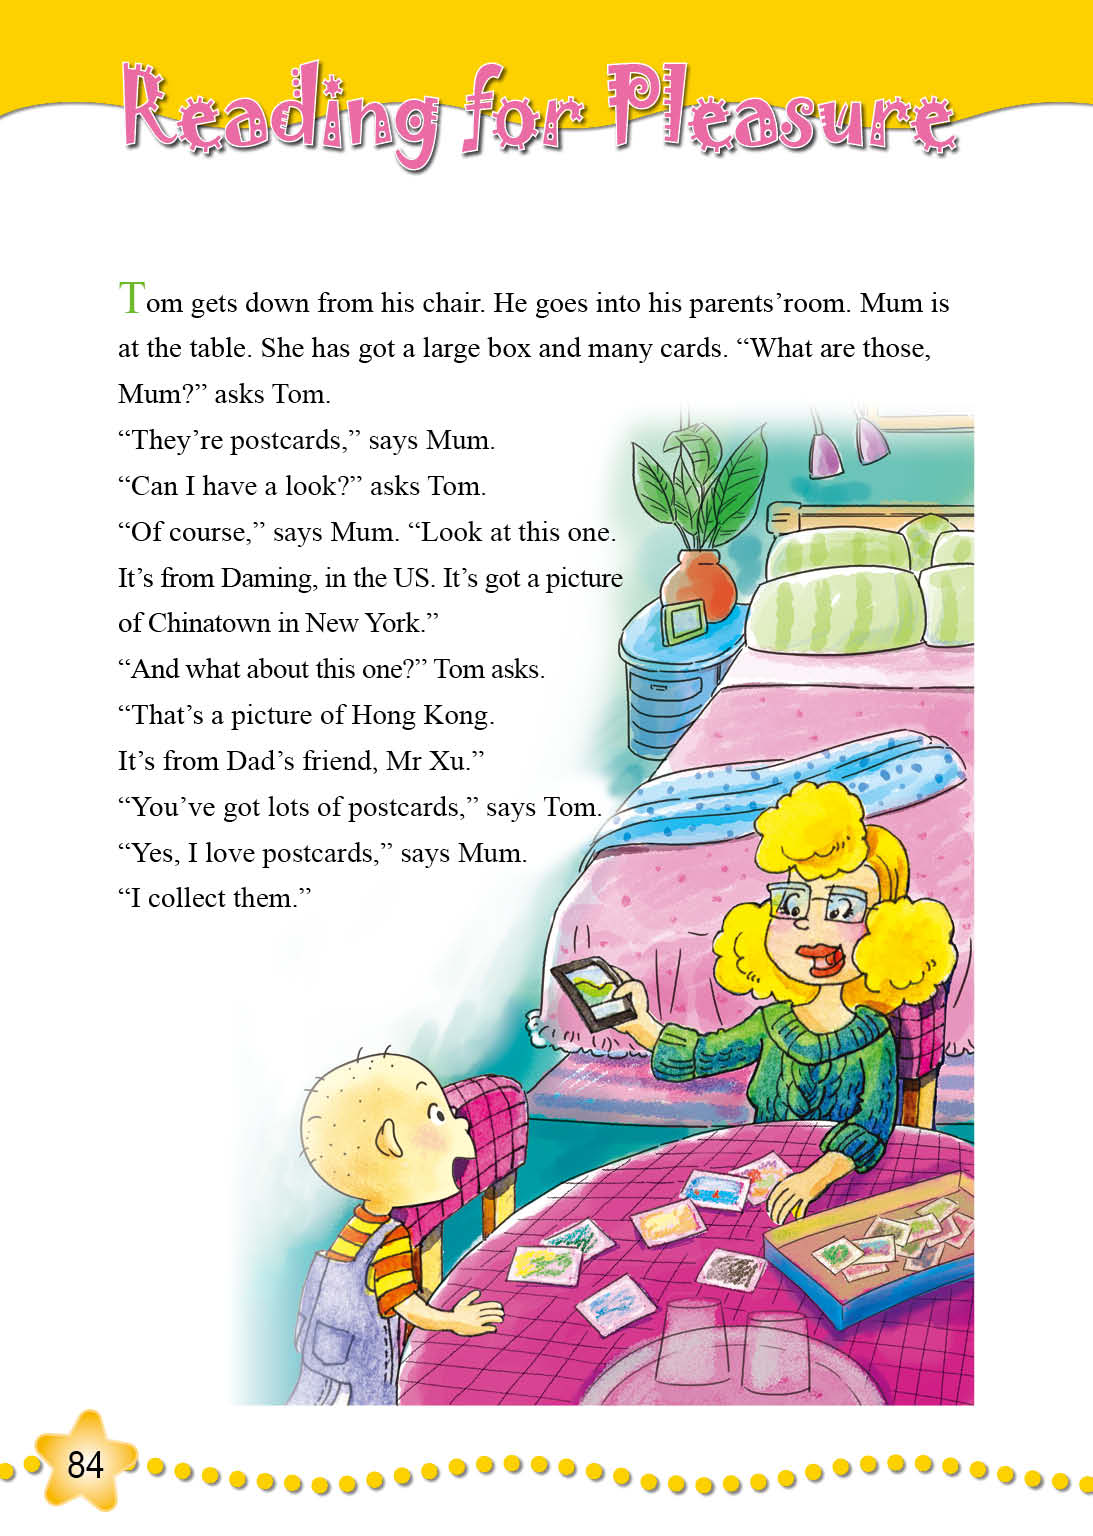 Reading for Pleasure
Tom gets down from his chair. He goes into his parents’room. Mum is
at the table. She has got a large box and many cards. “What are those,
Mum?” asks Tom.
“They’re postcards,” says Mum.
“Can I have a look?” asks Tom.
“Of course,” says Mum. “Look at this one.
It’s from Daming, in the US. It’s got a picture
of Chinatown in New York.”
“And what about this one?” Tom asks.
“That’s a picture of Hong Kong.
It’s from Dad’s friend, Mr Xu.”
“You’ve got lots of postcards,” says Tom.
“Yes, I love postcards,” says Mum.
“I collect them.”
84